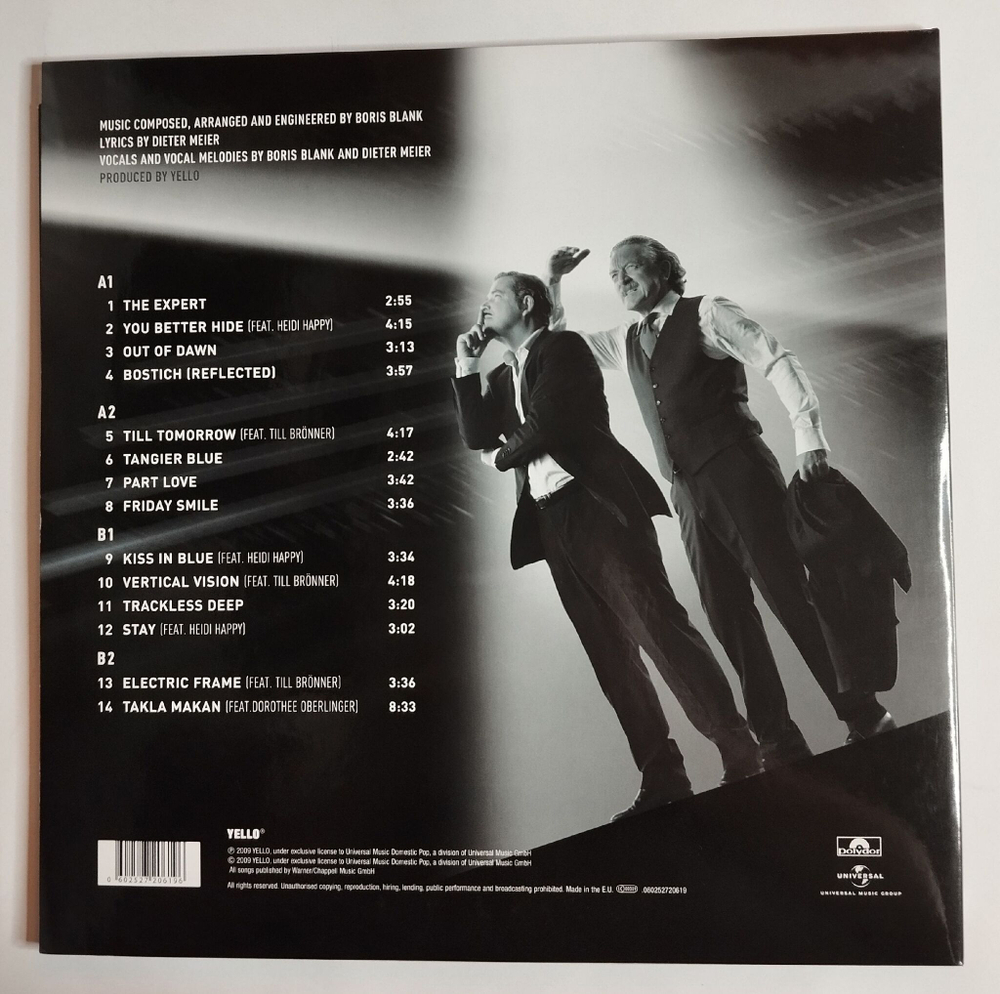 MUSIC COMPOSED, ARRANGED AND ENGINEERED BY BORIS BLANK
LYRICS BY DIETER MEIER
VOCALS AND VOCAL MELODIES BY BORIS BLANK AND DIETER MEIER
PRODUCED BY YELLO
A1
1 THE EXPERT 2:55
2 YOU BETTER HIDE (FEAT. HEIDI HAPPY) 4:15
3 OUT OF DAWN 3:13
4 BOSTICH (REFLECTED) 3:57
A2
5 TILL TOMORROW (FEAT. TILL BRÖNNER) 4:17
6 TANGIER BLUE 2:42
7 PART LOVE 3:42
8 FRIDAY SMILE 3:36
B1
9 KISS IN BLUE (FEAT. HEIDI HAPPY) 3:34
10 VERTICAL VISION (FEAT. TILL BRÖNNER) 4:18
11 TRACKLESS DEEP 3:20
12 STAY (FEAT. HEIDI HAPPY) 3:02
B2
13 ELECTRIC FRAME (FEAT. TILL BRÖNNER) 3:36
14 TAKLA MAKAN (FEAT.DOROTHEE OBERLINGER) 8:33
YELLO®
℗ 2009 YELLO, under exclusive license to Universal Music Domestic Pop, a division of Universal Music GmbH
© 2009 YELLO, under exclusive license to Universal Music Domestic Pop, a division of Universal Music GmbH
All songs published by Warner/Chappell Music GmbH
All rights reserved. Unauthorised copying, reproduction, hiring, lending, public performance and broadcasting prohibited. Made in the E.U. .060252720619
0 602527 206196
Polydor
UNIVERSAL
UNIVERSAL MUSIC GROUP